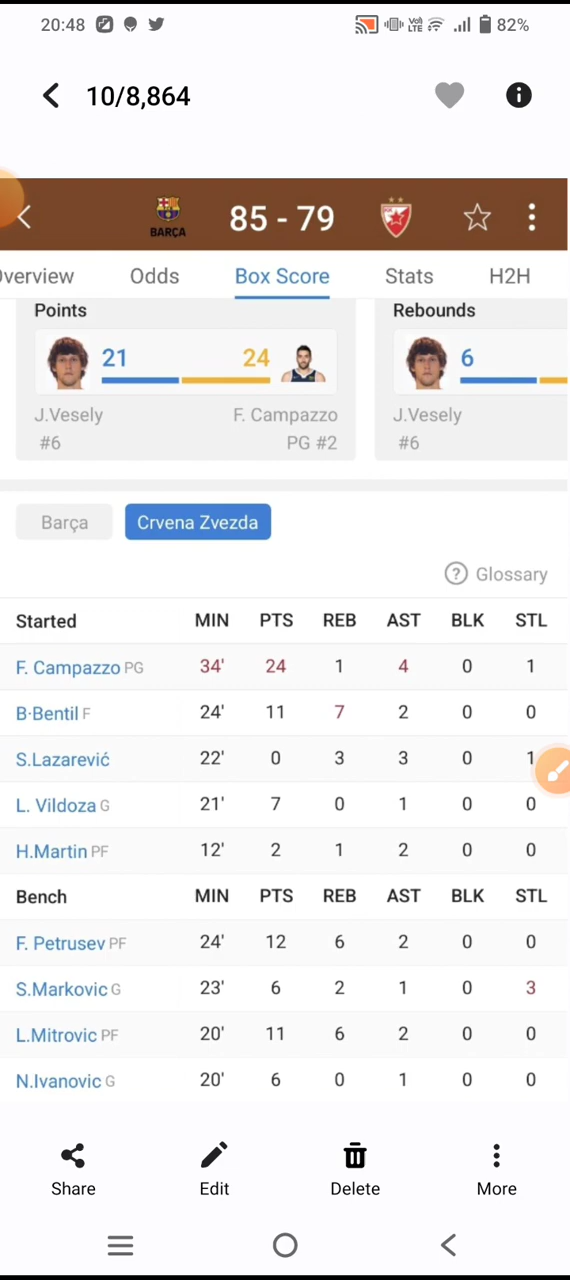 20:48 Vol LTE 82%
10/8,864
BARÇA 85 - 79
Overview Odds Box Score Stats H2H
Points Rebounds
21 24 6
J.Vesely F. Campazzo J.Vesely
#6 PG #2 #6
Barça Crvena Zvezda
? Glossary
Started MIN PTS REB AST BLK STL
F. Campazzo PG 34' 24 1 4 0 1
B·Bentil F 24' 11 7 2 0 0
S.Lazarević 22' 0 3 3 0 1
L. Vildoza G 21' 7 0 1 0 0
H.Martin PF 12' 2 1 2 0 0
Bench MIN PTS REB AST BLK STL
F. Petrusev PF 24' 12 6 2 0 0
S.Markovic G 23' 6 2 1 0 3
L.Mitrovic PF 20' 11 6 2 0 0
N.Ivanovic G 20' 6 0 1 0 0
Share Edit Delete More